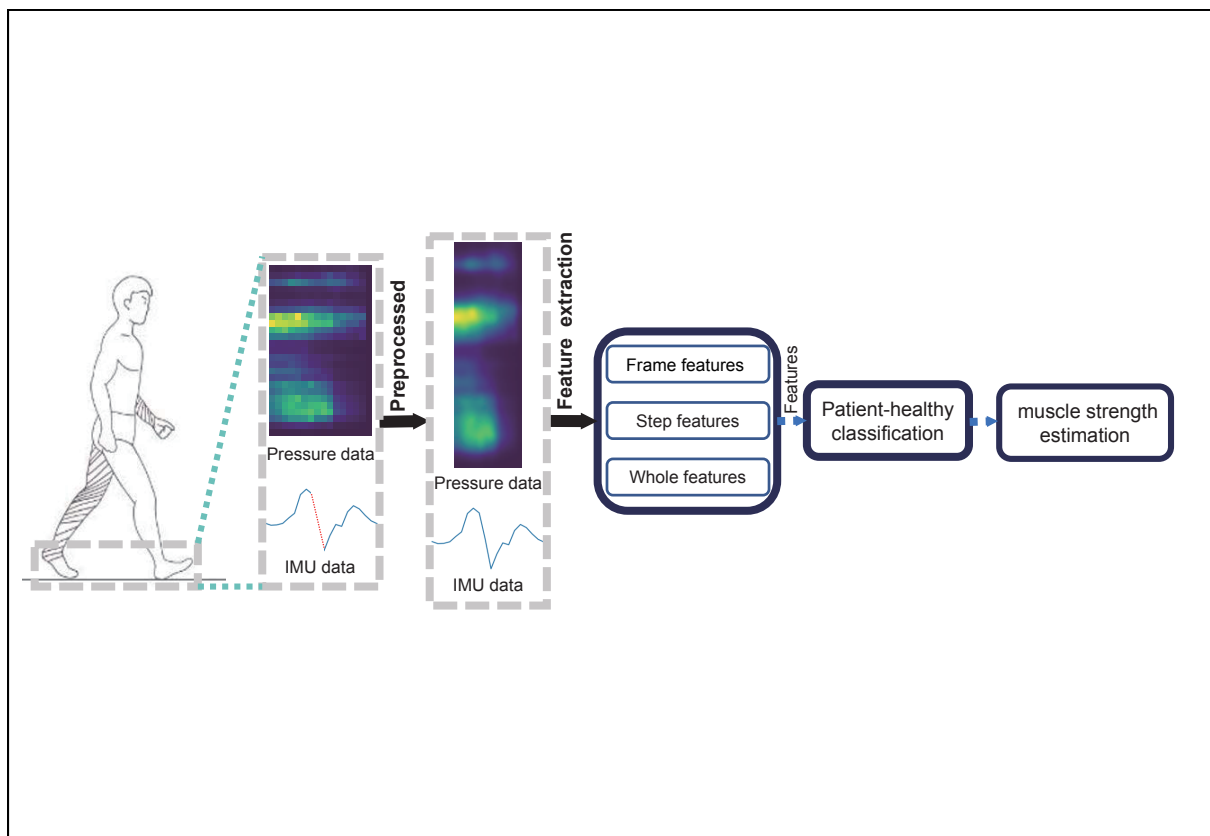 Pressure data
IMU data
Preprocessed
Pressure data
IMU data
Feature extraction
Frame features
Step features
Whole features
Features
Patient-healthy
classification
muscle strength
estimation